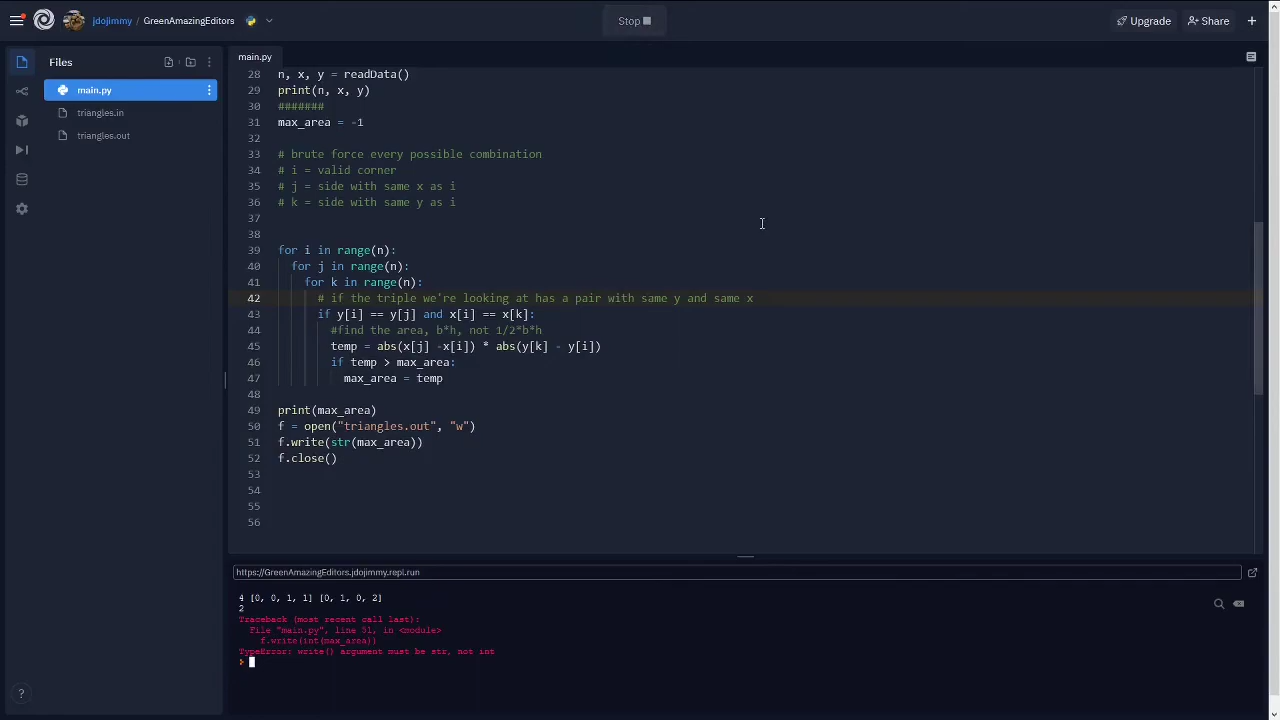 jdojimmy / GreenAmazingEditors
Stop
Upgrade
Share
Files
main.py
triangles.in
triangles.out
main.py
28 n, x, y = readData()
29 print(n, x, y)
30 #######
31 max_area = -1
32
33 # brute force every possible combination
34 # i = valid corner
35 # j = side with same x as i
36 # k = side with same y as i
37
38
39 for i in range(n):
40   for j in range(n):
41     for k in range(n):
42       # if the triple we're looking at has a pair with same y and same x
43       if y[i] == y[j] and x[i] == x[k]:
44         #find the area, b*h, not 1/2*b*h
45         temp = abs(x[j] -x[i]) * abs(y[k] - y[i])
46         if temp > max_area:
47           max_area = temp
48
49 print(max_area)
50 f = open("triangles.out", "w")
51 f.write(str(max_area))
52 f.close()
53
54
55
56
https://GreenAmazingEditors.jdojimmy.repl.run
4 [0, 0, 1, 1] [0, 1, 0, 2]
2
Traceback (most recent call last):
  File "main.py", line 51, in <module>
    f.write(int(max_area))
TypeError: write() argument must be str, not int
>
?